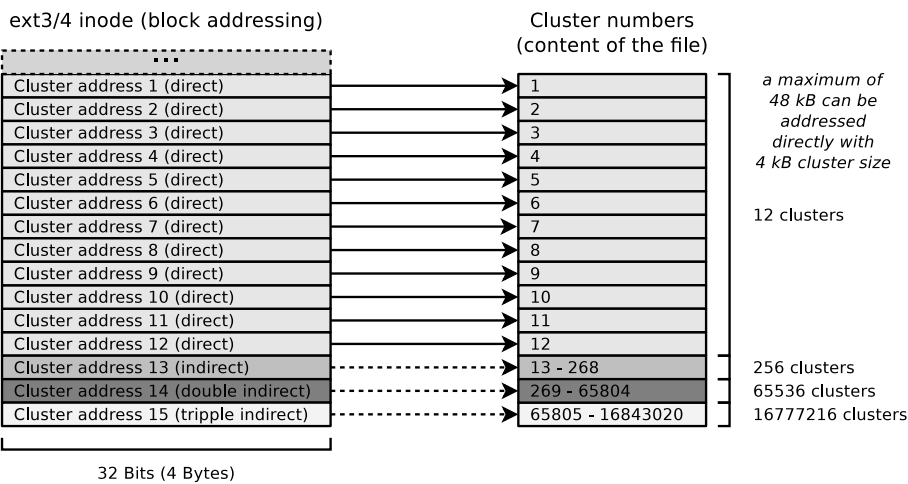 ext3/4 inode (block addressing)
...
Cluster address 1 (direct)
Cluster address 2 (direct)
Cluster address 3 (direct)
Cluster address 4 (direct)
Cluster address 5 (direct)
Cluster address 6 (direct)
Cluster address 7 (direct)
Cluster address 8 (direct)
Cluster address 9 (direct)
Cluster address 10 (direct)
Cluster address 11 (direct)
Cluster address 12 (direct)
Cluster address 13 (indirect)
Cluster address 14 (double indirect)
Cluster address 15 (tripple indirect)
32 Bits (4 Bytes)
Cluster numbers
(content of the file)
1
2
3
4
5
6
7
8
9
10
11
12
13 - 268
269 - 65804
65805 - 16843020
a maximum of
48 kB can be
addressed
directly with
4 kB cluster size
12 clusters
256 clusters
65536 clusters
16777216 clusters